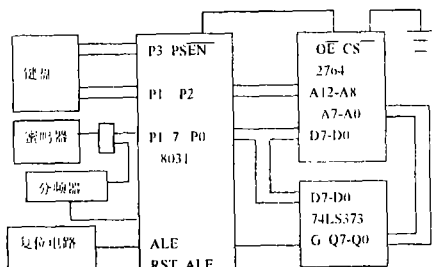 键盘
P3 PSEN
P1 P2
蜜鸣器
P1 7 P0
8031
分频器
复位电路
ALE
RST ALE
OE CS
2764
A12-A8
A7-A0
D7-D0
D7-D0
74LS373
G Q7-Q0